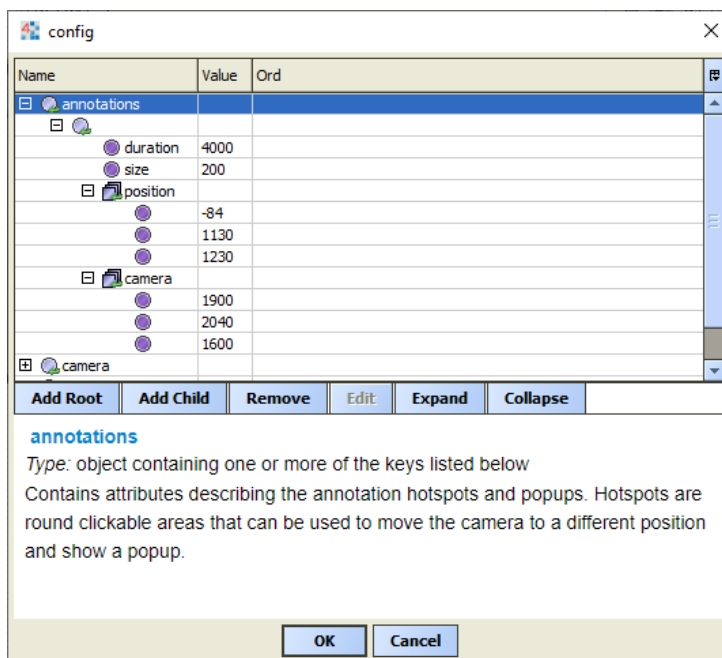 config
Name Value Ord
annotations
duration 4000
size 200
position
-84
1130
1230
camera
1900
2040
1600
camera
Add Root Add Child Remove Edit Expand Collapse
annotations
Type: object containing one or more of the keys listed below
Contains attributes describing the annotation hotspots and popups. Hotspots are
round clickable areas that can be used to move the camera to a different position
and show a popup.
OK Cancel